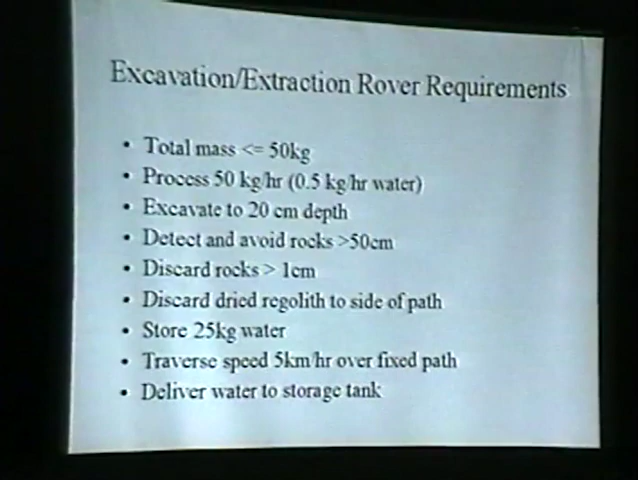 Excavation/Extraction Rover Requirements
• Total mass <= 50kg
• Process 50 kg/hr (0.5 kg/hr water)
• Excavate to 20 cm depth
• Detect and avoid rocks >50cm
• Discard rocks > 1cm
• Discard dried regolith to side of path
• Store 25kg water
• Traverse speed 5km/hr over fixed path
• Deliver water to storage tank